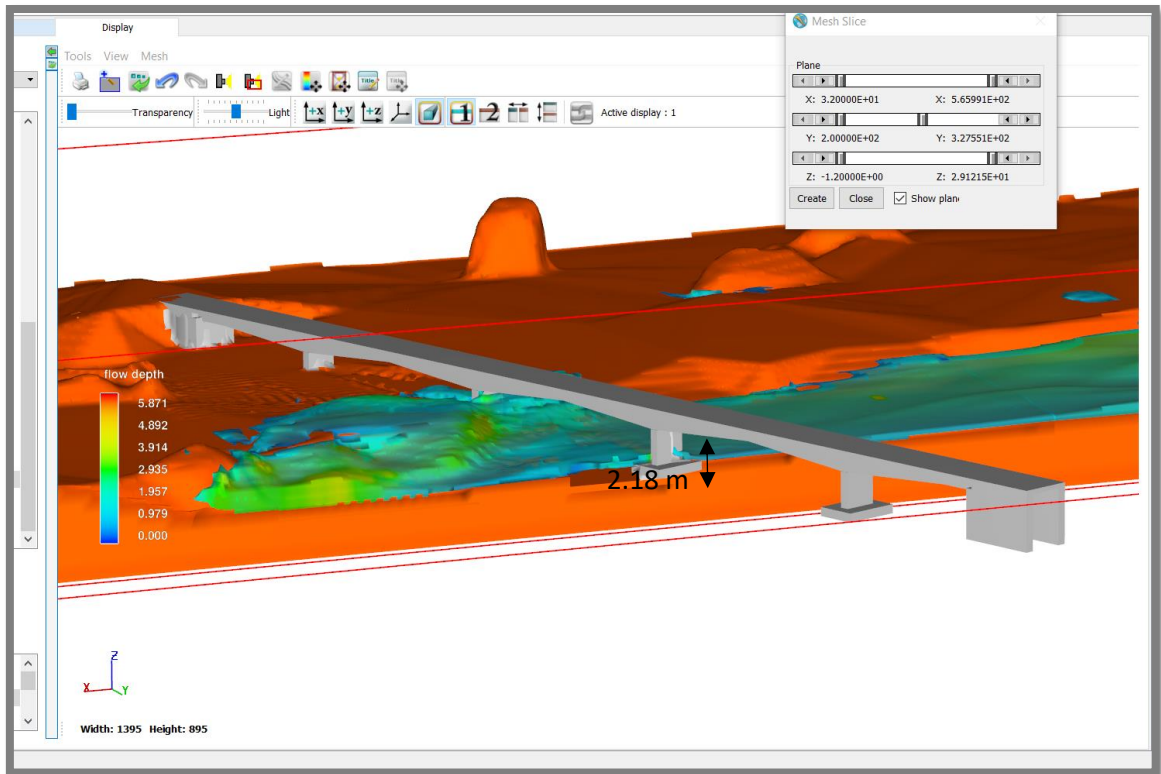 Display
Mesh Slice
Tools View Mesh
Plane
X: 3.20000E+01 X: 5.65991E+02
Transparency Light Active display : 1
Y: 2.00000E+02 Y: 3.27551E+02
Z: -1.20000E+00 Z: 2.91215E+01
Create Close Show plan
flow depth
5.871
4.892
3.914
2.935
1.957
0.979
0.000
2.18 m
Z
X Y
Width: 1395 Height: 895